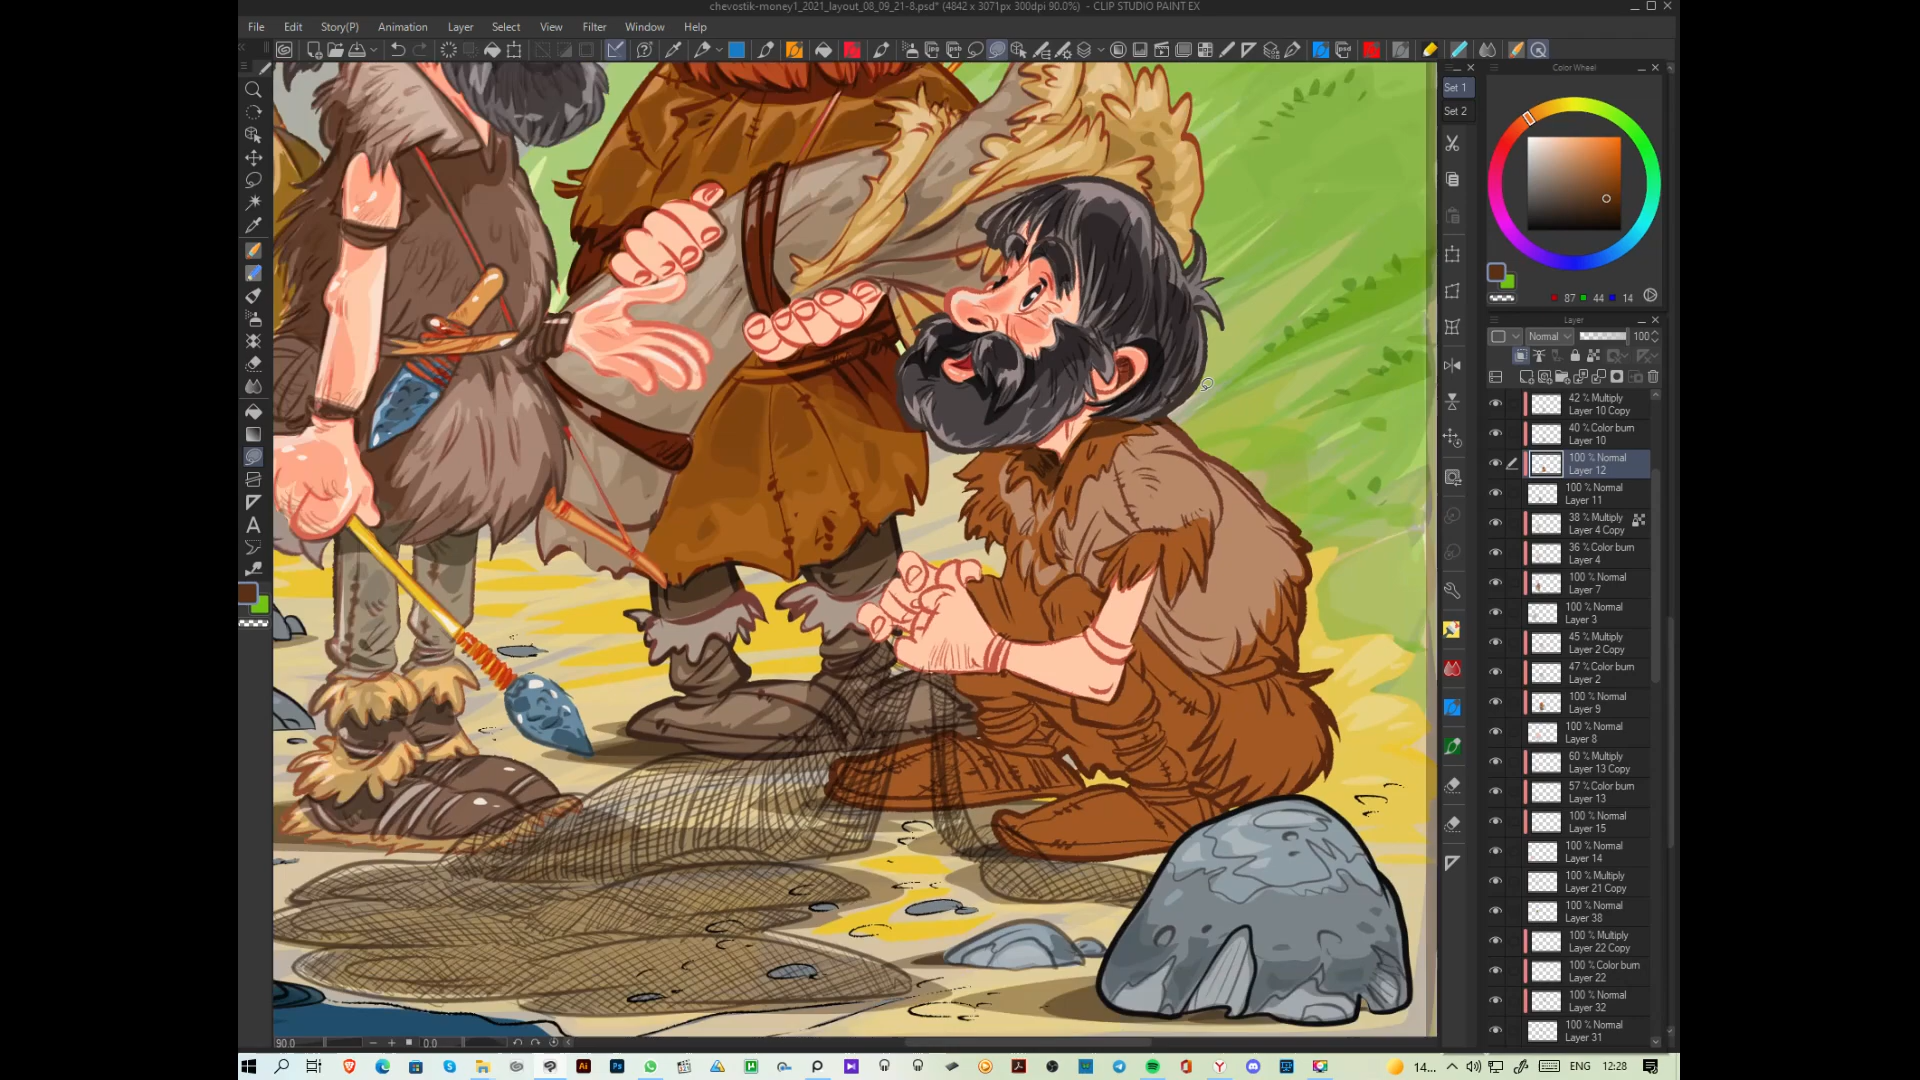 chevostik-money1_2021_layout_08_09_21-8.psd* (4842 x 3071px 300dpi 90.0%) - CLIP STUDIO PAINT EX
File Edit Story(P) Animation Layer Select View Filter Window Help
Color Wheel
Set 1
Set 2
87 44 14
Layer
Normal 100
42 % Multiply
Layer 10 Copy
40 % Color burn
Layer 10
100 % Normal
Layer 12
100 % Normal
Layer 11
38 % Multiply
Layer 4 Copy
36 % Color burn
Layer 4
100 % Normal
Layer 7
100 % Normal
Layer 3
45 % Multiply
Layer 2 Copy
47 % Color burn
Layer 2
100 % Normal
Layer 9
100 % Normal
Layer 8
60 % Multiply
Layer 13 Copy
57 % Color burn
Layer 13
100 % Normal
Layer 15
100 % Normal
Layer 14
100 % Multiply
Layer 21 Copy
100 % Normal
Layer 38
100 % Multiply
Layer 22 Copy
100 % Color burn
Layer 22
100 % Normal
Layer 32
100 % Normal
Layer 31
90.0 0.0
14... ENG 12:28